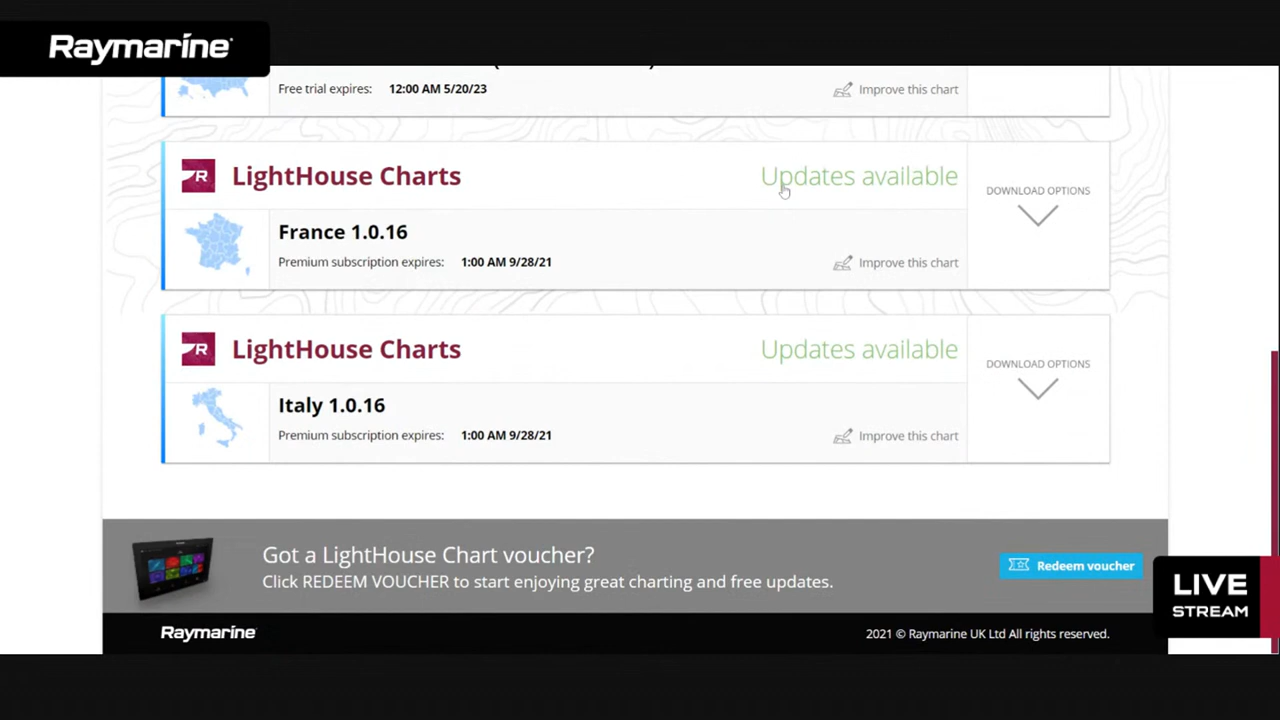 Raymarine
Free trial expires: 12:00 AM 5/20/23
Improve this chart
LightHouse Charts
Updates available
DOWNLOAD OPTIONS
France 1.0.16
Premium subscription expires: 1:00 AM 9/28/21
Improve this chart
LightHouse Charts
Updates available
DOWNLOAD OPTIONS
Italy 1.0.16
Premium subscription expires: 1:00 AM 9/28/21
Improve this chart
Got a LightHouse Chart voucher?
Click REDEEM VOUCHER to start enjoying great charting and free updates.
Redeem voucher
LIVE
STREAM
Raymarine
2021 © Raymarine UK Ltd All rights reserved.